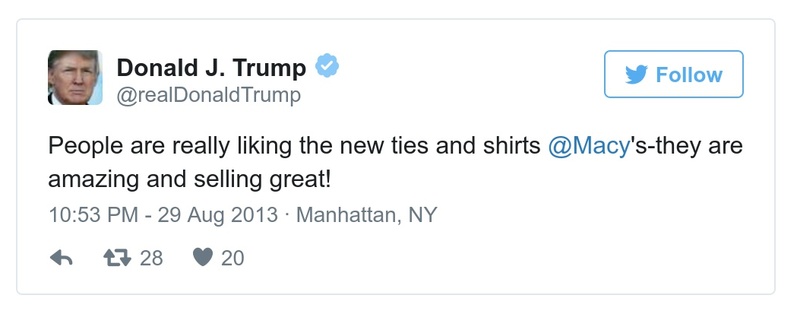 Donald J. Trump
@realDonaldTrump
Follow
People are really liking the new ties and shirts @Macy's-they are
amazing and selling great!
10:53 PM - 29 Aug 2013 · Manhattan, NY
28 20